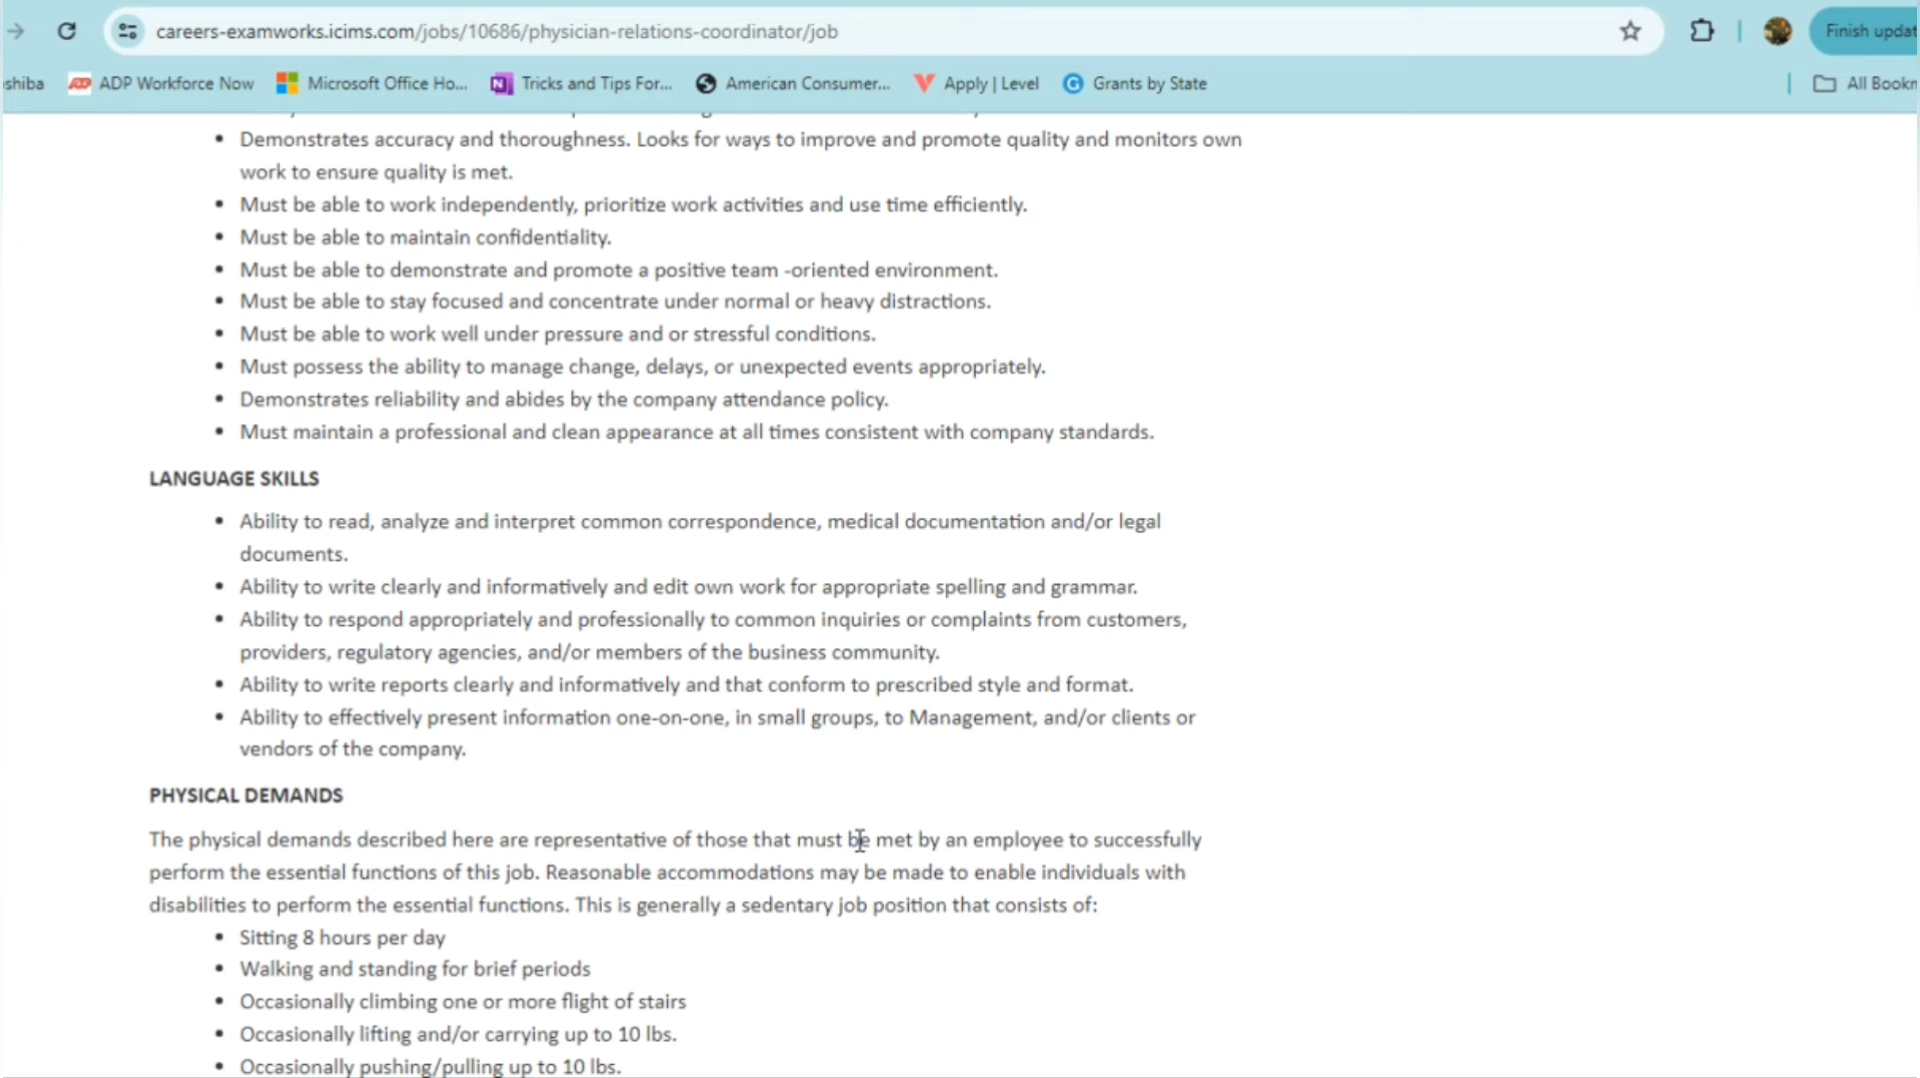 careers-examworks.icims.com/jobs/10686/physician-relations-coordinator/job
Finish updat
shiba
ADP Workforce Now
Microsoft Office Ho...
Tricks and Tips For...
American Consumer...
Apply | Level
Grants by State
All Bookn
• Demonstrates accuracy and thoroughness. Looks for ways to improve and promote quality and monitors own
work to ensure quality is met.
• Must be able to work independently, prioritize work activities and use time efficiently.
• Must be able to maintain confidentiality.
• Must be able to demonstrate and promote a positive team -oriented environment.
• Must be able to stay focused and concentrate under normal or heavy distractions.
• Must be able to work well under pressure and or stressful conditions.
• Must possess the ability to manage change, delays, or unexpected events appropriately.
• Demonstrates reliability and abides by the company attendance policy.
• Must maintain a professional and clean appearance at all times consistent with company standards.
LANGUAGE SKILLS
• Ability to read, analyze and interpret common correspondence, medical documentation and/or legal
documents.
• Ability to write clearly and informatively and edit own work for appropriate spelling and grammar.
• Ability to respond appropriately and professionally to common inquiries or complaints from customers,
providers, regulatory agencies, and/or members of the business community.
• Ability to write reports clearly and informatively and that conform to prescribed style and format.
• Ability to effectively present information one-on-one, in small groups, to Management, and/or clients or
vendors of the company.
PHYSICAL DEMANDS
The physical demands described here are representative of those that must be met by an employee to successfully
perform the essential functions of this job. Reasonable accommodations may be made to enable individuals with
disabilities to perform the essential functions. This is generally a sedentary job position that consists of:
• Sitting 8 hours per day
• Walking and standing for brief periods
• Occasionally climbing one or more flight of stairs
• Occasionally lifting and/or carrying up to 10 lbs.
• Occasionally pushing/pulling up to 10 lbs.